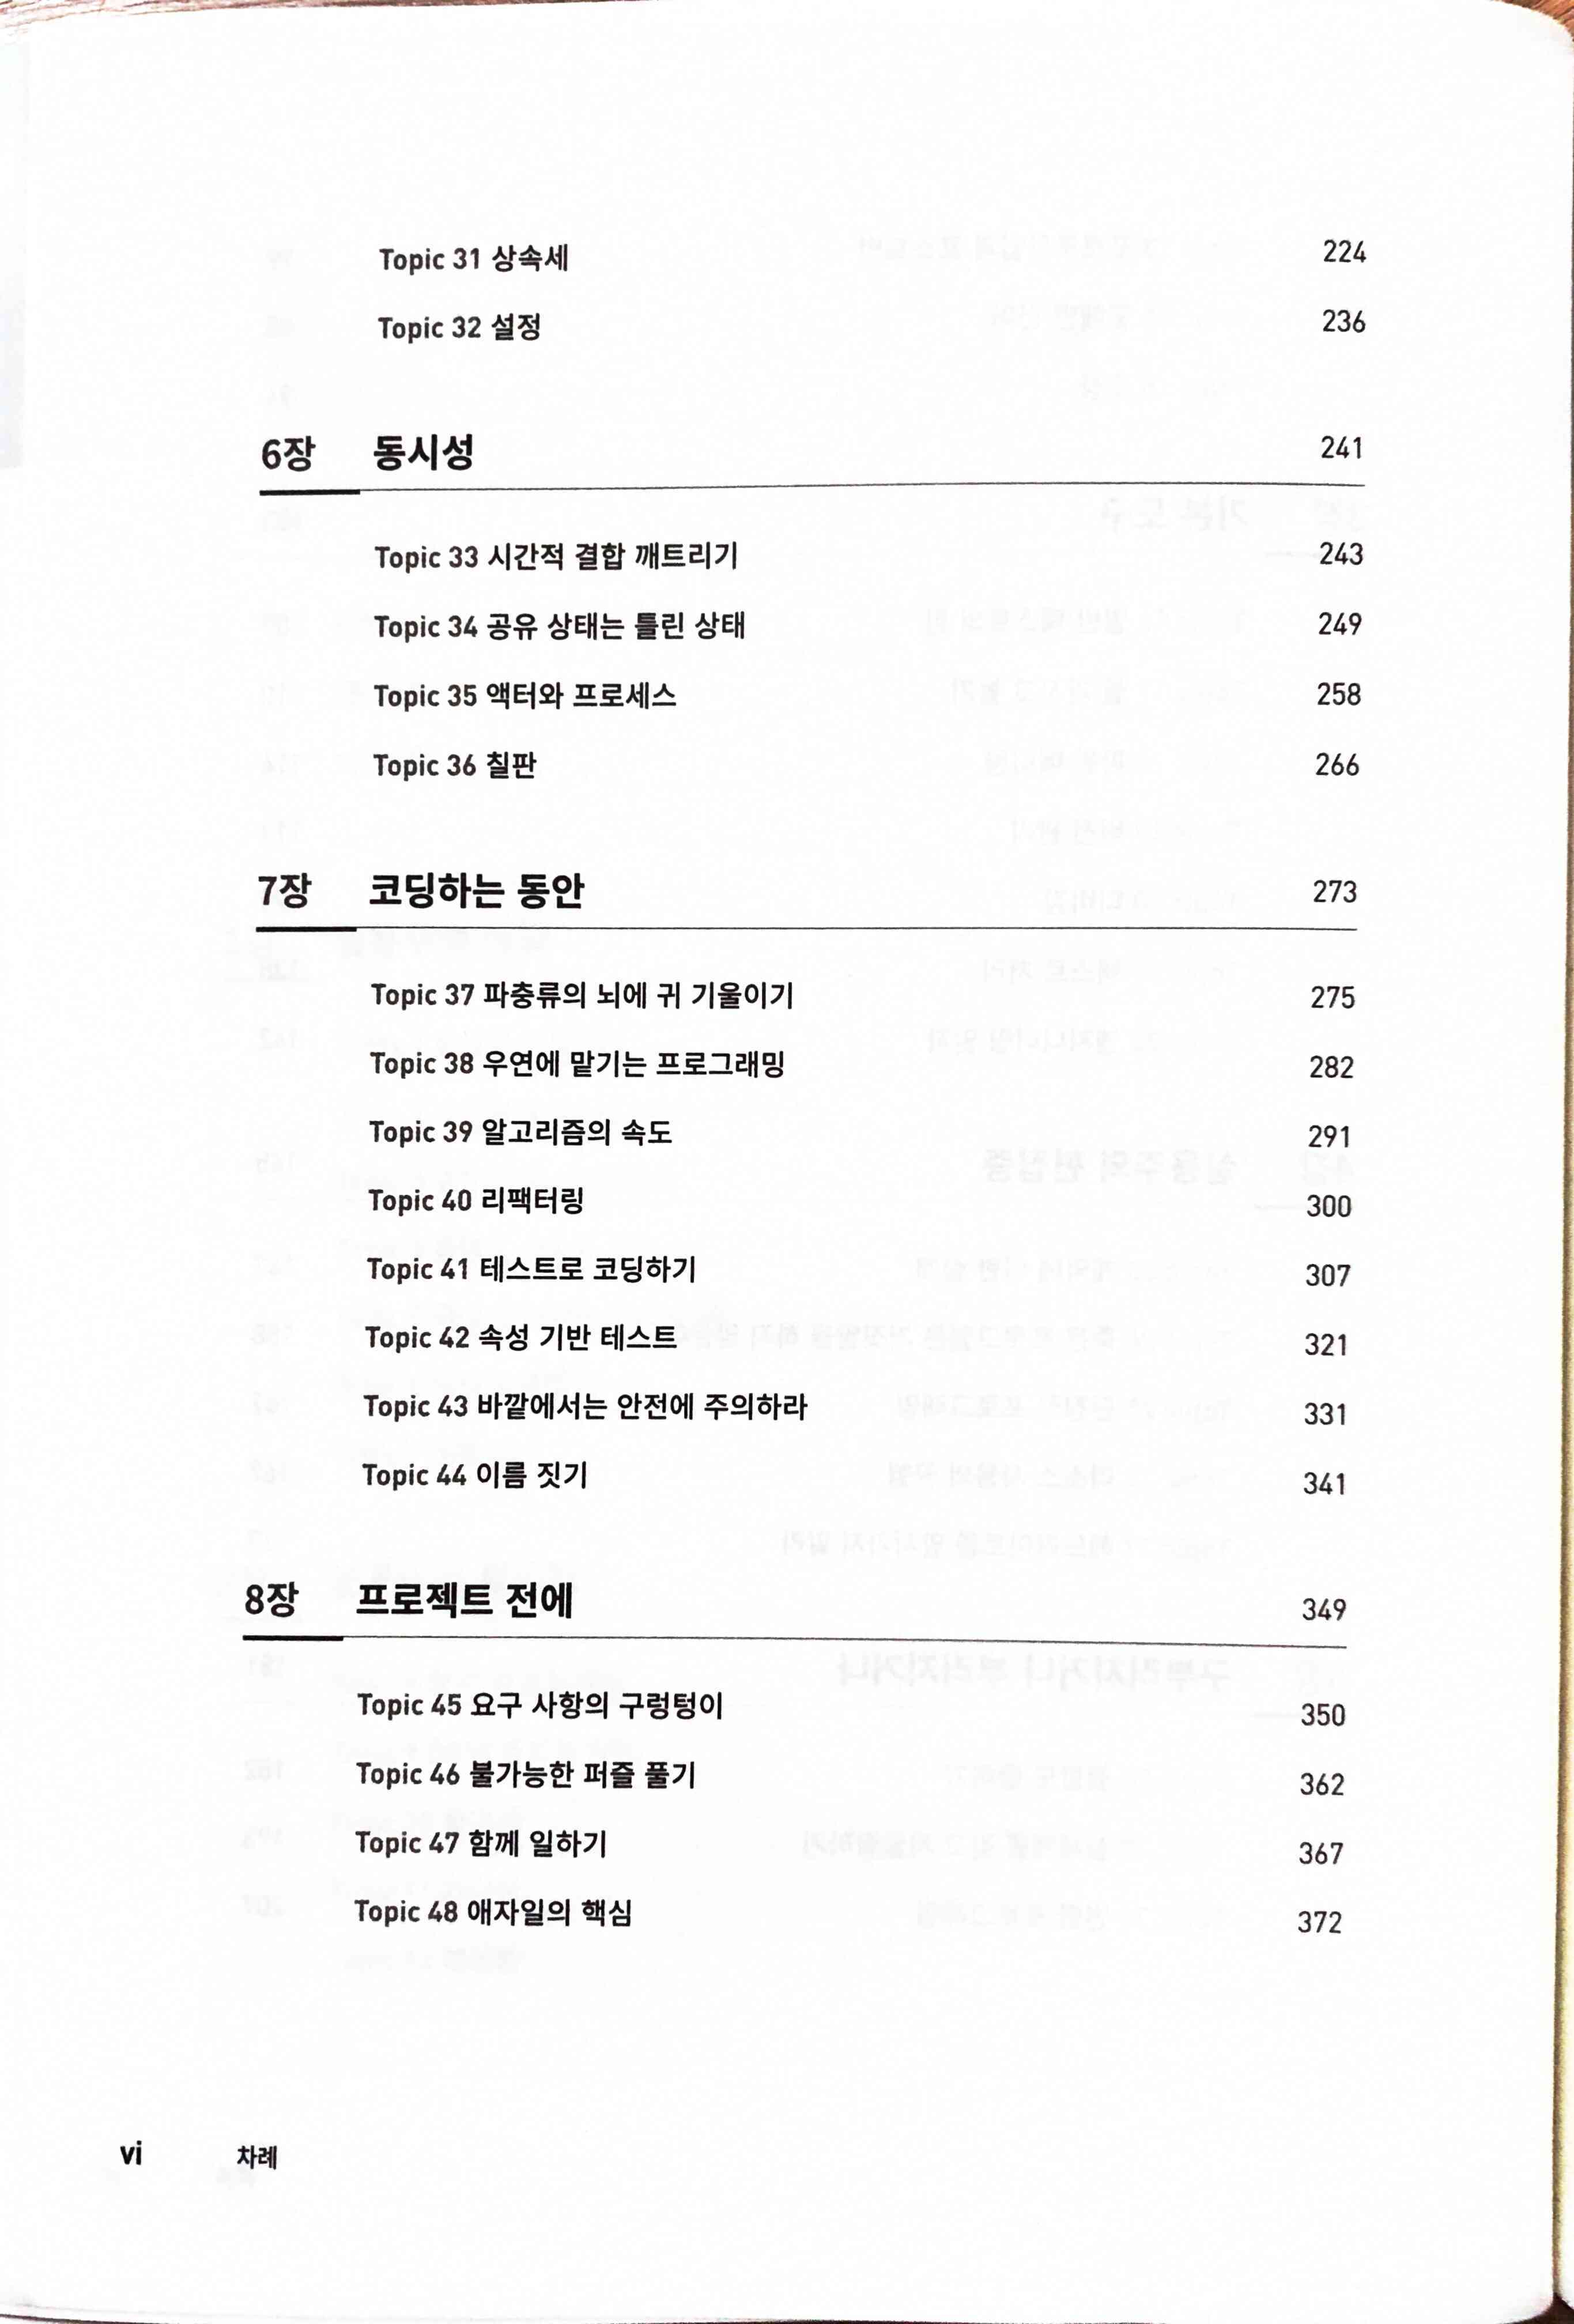 Topic 31 상속세 224
Topic 32 설정 236
6장 동시성 241
Topic 33 시간적 결합 깨트리기 243
Topic 34 공유 상태는 틀린 상태 249
Topic 35 액터와 프로세스 258
Topic 36 칠판 266
7장 코딩하는 동안 273
Topic 37 파충류의 뇌에 귀 기울이기 275
Topic 38 우연에 맡기는 프로그래밍 282
Topic 39 알고리즘의 속도 291
Topic 40 리팩터링 300
Topic 41 테스트로 코딩하기 307
Topic 42 속성 기반 테스트 321
Topic 43 바깥에서는 안전에 주의하라 331
Topic 44 이름 짓기 341
8장 프로젝트 전에 349
Topic 45 요구 사항의 구렁텅이 350
Topic 46 불가능한 퍼즐 풀기 362
Topic 47 함께 일하기 367
Topic 48 애자일의 핵심 372
vi 차례